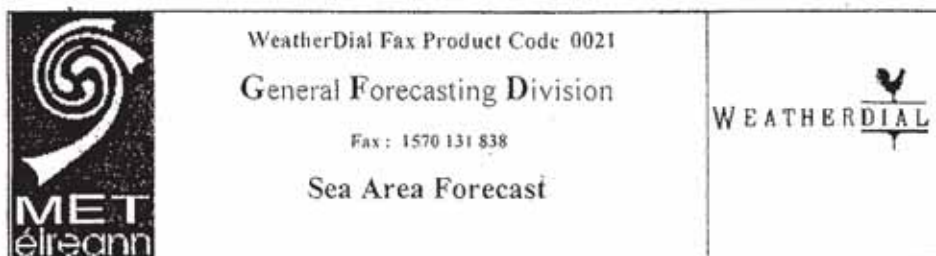 MET
éireann
WeatherDial Fax Product Code 0021
General Forecasting Division
Fax : 1570 131 838
Sea Area Forecast
WEATHERDIAL